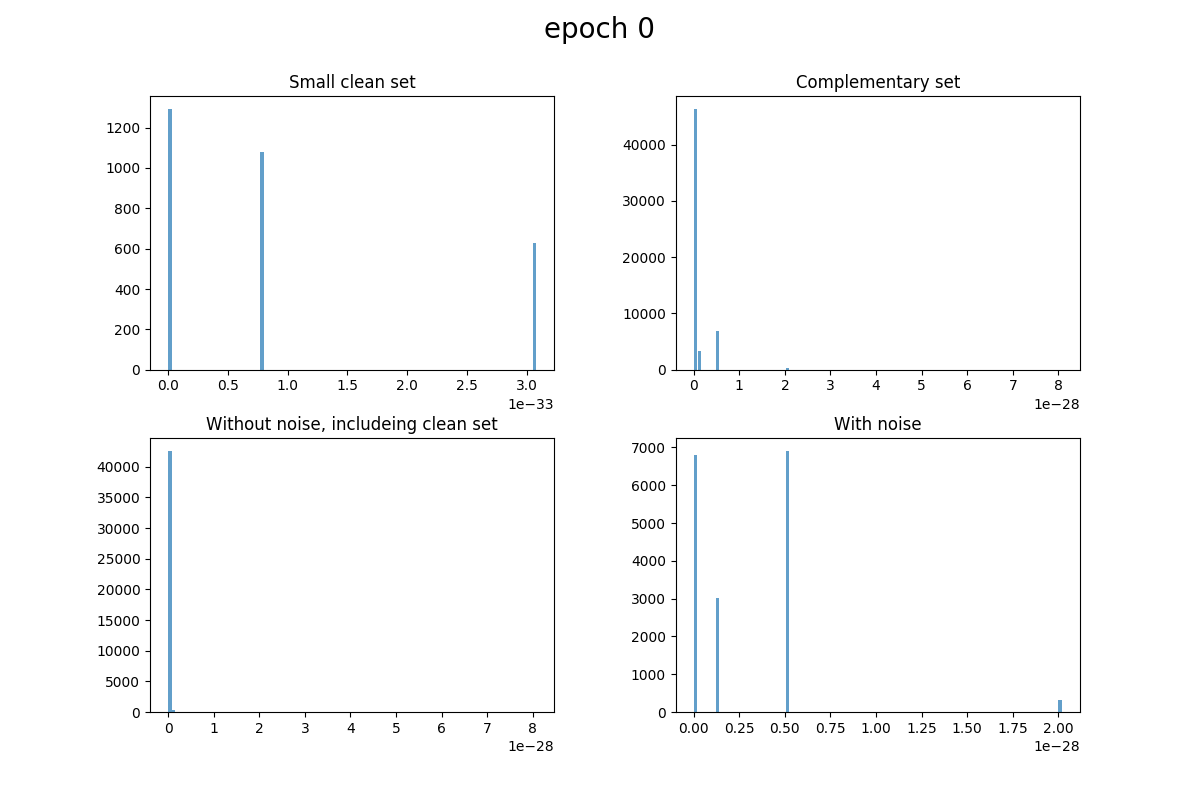 epoch 0
Small clean set
1200
1000
800
600
400
200
0
0.0 0.5 1.0 1.5 2.0 2.5 3.0
1e−33
Complementary set
40000
30000
20000
10000
0
0 1 2 3 4 5 6 7 8
1e−28
Without noise, includeing clean set
40000
35000
30000
25000
20000
15000
10000
5000
0
0 1 2 3 4 5 6 7 8
1e−28
With noise
7000
6000
5000
4000
3000
2000
1000
0
0.00 0.25 0.50 0.75 1.00 1.25 1.50 1.75 2.00
1e−28